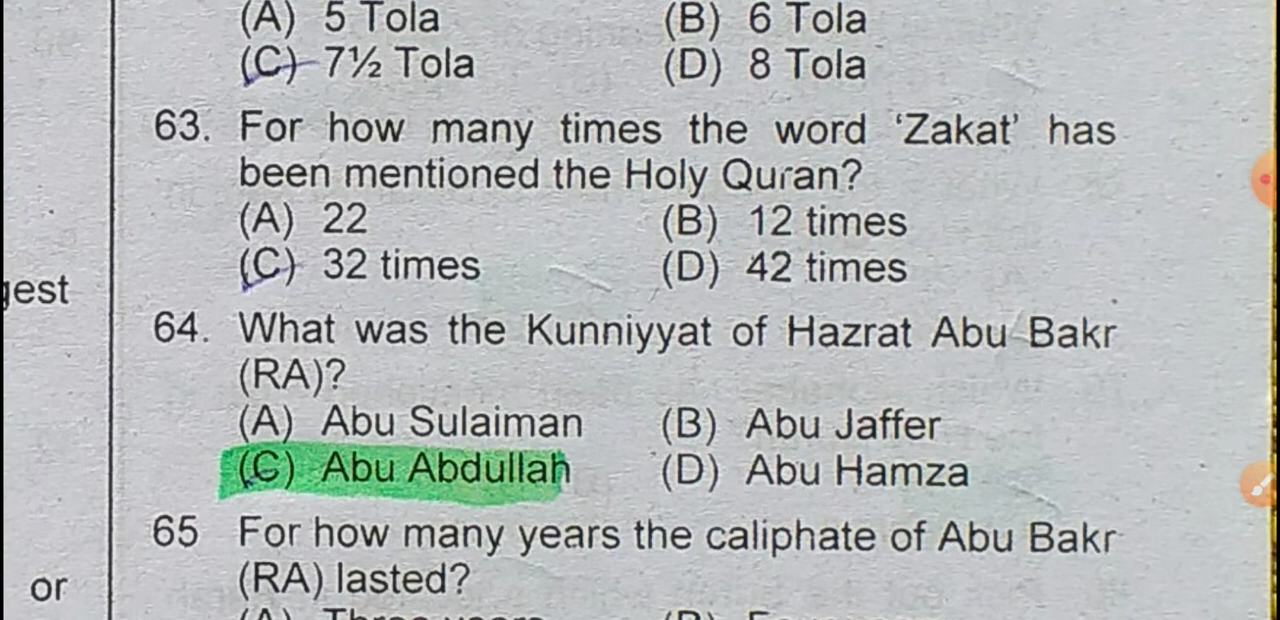 (A) 5 Tola (B) 6 Tola
(C) 7½ Tola (D) 8 Tola
63. For how many times the word ‘Zakat’ has
been mentioned the Holy Quran?
(A) 22 (B) 12 times
(C) 32 times (D) 42 times
gest
64. What was the Kunniyyat of Hazrat Abu Bakr
(RA)?
(A) Abu Sulaiman (B) Abu Jaffer
(C) Abu Abdullah (D) Abu Hamza
65 For how many years the caliphate of Abu Bakr
or (RA) lasted?
(A) Three years (B)